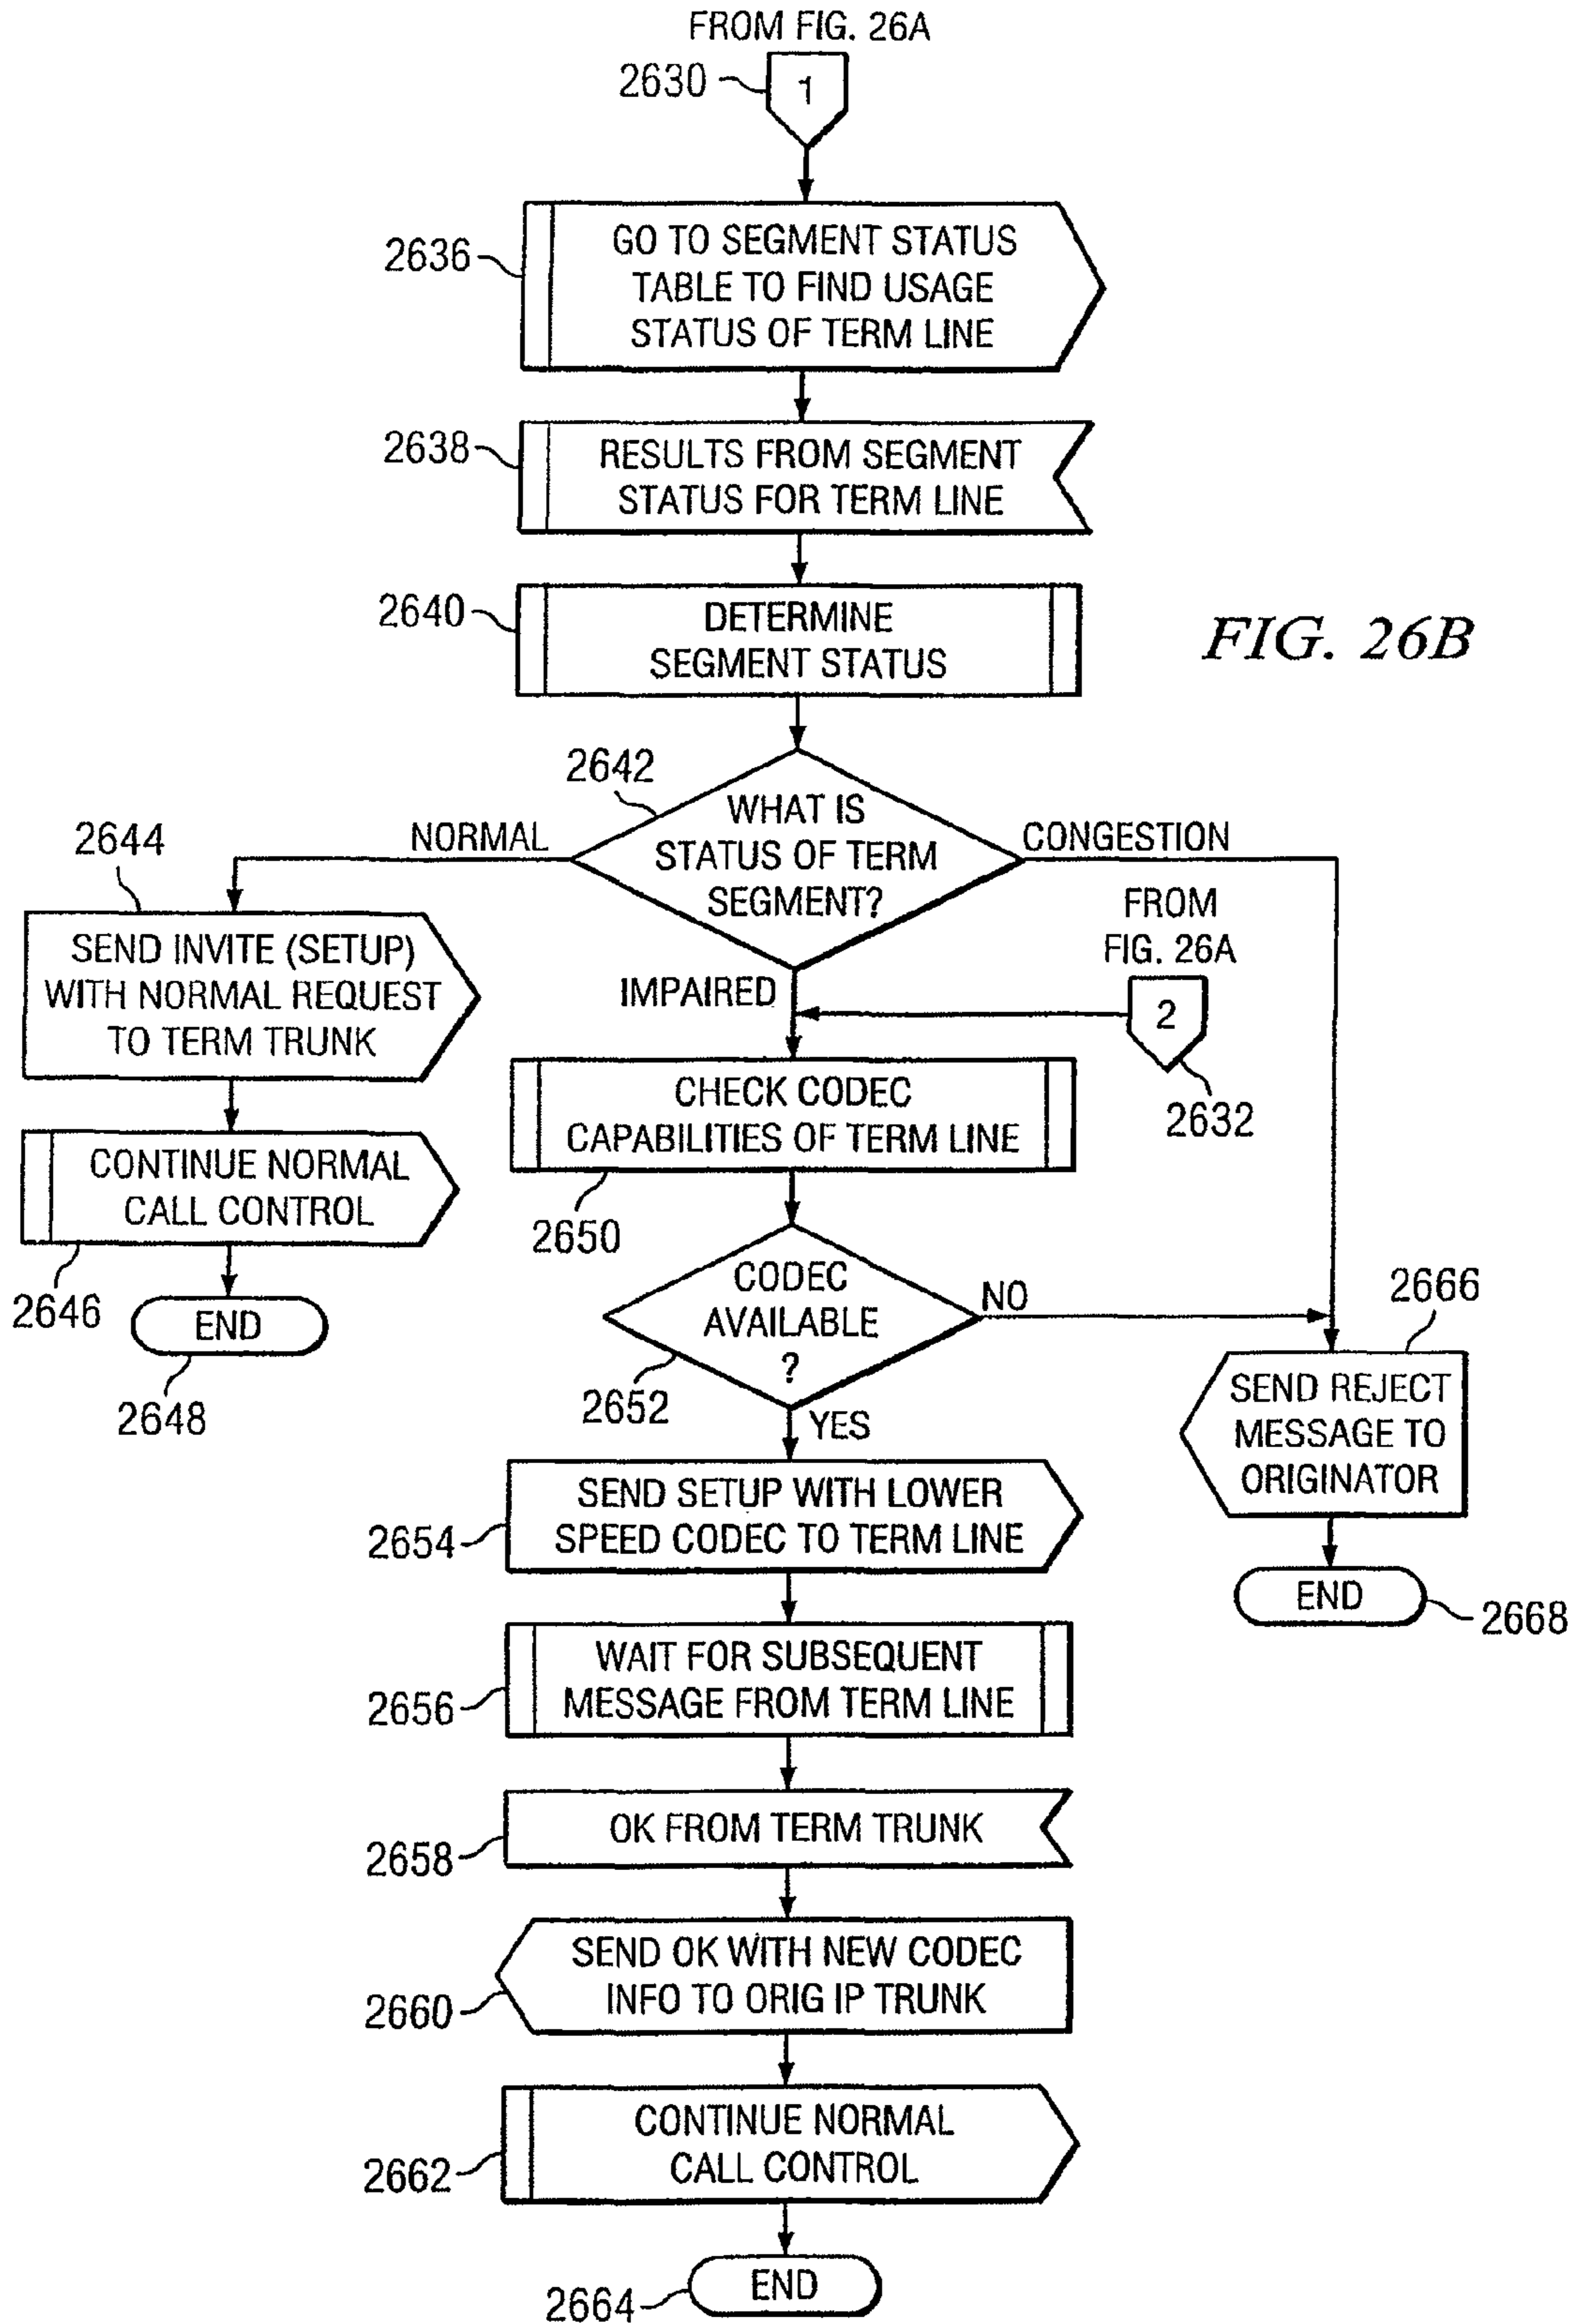 FROM FIG. 26A
2630
1
2636
GO TO SEGMENT STATUS
TABLE TO FIND USAGE
STATUS OF TERM LINE
2638
RESULTS FROM SEGMENT
STATUS FOR TERM LINE
2640
DETERMINE
SEGMENT STATUS
FIG. 26B
2642
WHAT IS
STATUS OF TERM
SEGMENT?
NORMAL
CONGESTION
IMPAIRED
2644
SEND INVITE (SETUP)
WITH NORMAL REQUEST
TO TERM TRUNK
CONTINUE NORMAL
CALL CONTROL
2646
END
2648
FROM
FIG. 26A
2
2632
CHECK CODEC
CAPABILITIES OF TERM LINE
2650
CODEC
AVAILABLE
?
2652
NO
YES
2666
SEND REJECT
MESSAGE TO
ORIGINATOR
END
2668
2654
SEND SETUP WITH LOWER
SPEED CODEC TO TERM LINE
2656
WAIT FOR SUBSEQUENT
MESSAGE FROM TERM LINE
2658
OK FROM TERM TRUNK
2660
SEND OK WITH NEW CODEC
INFO TO ORIG IP TRUNK
2662
CONTINUE NORMAL
CALL CONTROL
2664
END